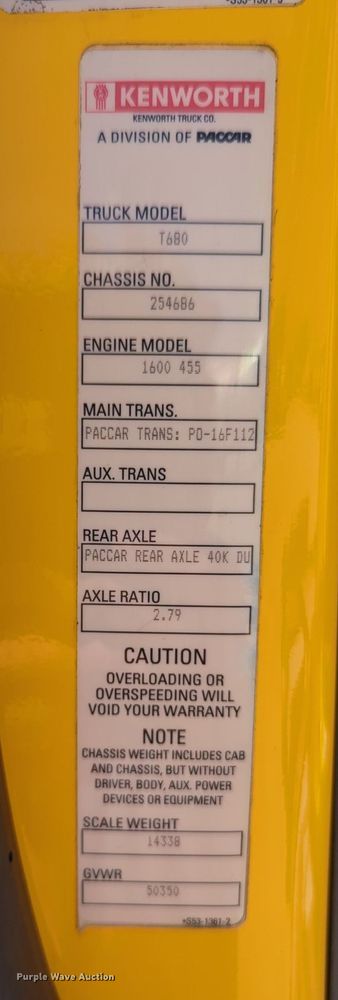 KENWORTH
KENWORTH TRUCK CO.
A DIVISION OF PACCAR
TRUCK MODEL
T680
CHASSIS NO.
254686
ENGINE MODEL
1600 455
MAIN TRANS.
PACCAR TRANS: PO-16F112
AUX. TRANS
REAR AXLE
PACCAR REAR AXLE 40K DU
AXLE RATIO
2.79
CAUTION
OVERLOADING OR
OVERSPEEDING WILL
VOID YOUR WARRANTY
NOTE
CHASSIS WEIGHT INCLUDES CAB
AND CHASSIS, BUT WITHOUT
DRIVER, BODY, AUX. POWER
DEVICES OR EQUIPMENT
SCALE WEIGHT
14338
GVWR
50350
*S53-1361-2
Purple Wave Auction